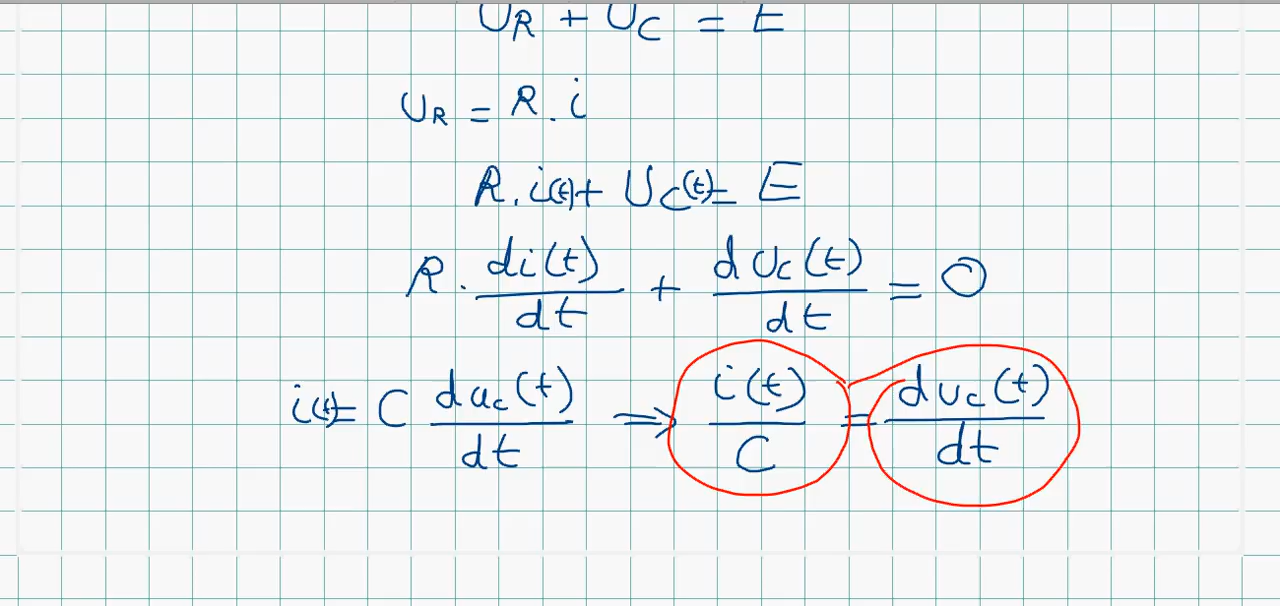 U_R + U_C = E
U_R = R . i
R . i(t) + U_C(t) = E
R . di(t)/dt + dU_C(t)/dt = 0
i(t) = C du_c(t)/dt ⇒ i(t)/C = du_c(t)/dt